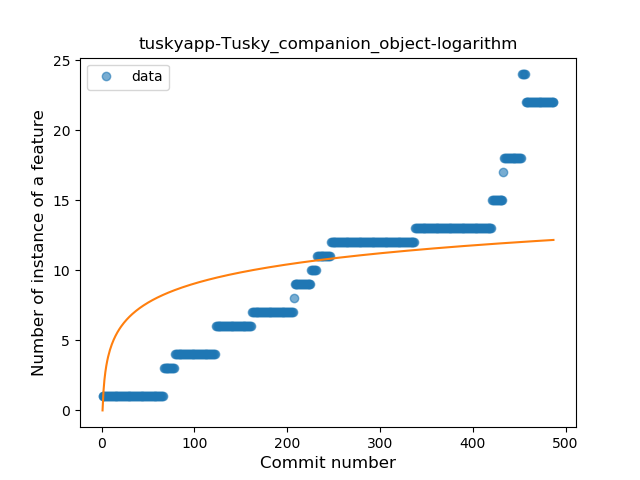 tuskyapp-Tusky_companion_object-logarithm
data
Number of instance of a feature
25
20
15
10
5
0
0 100 200 300 400 500
Commit number